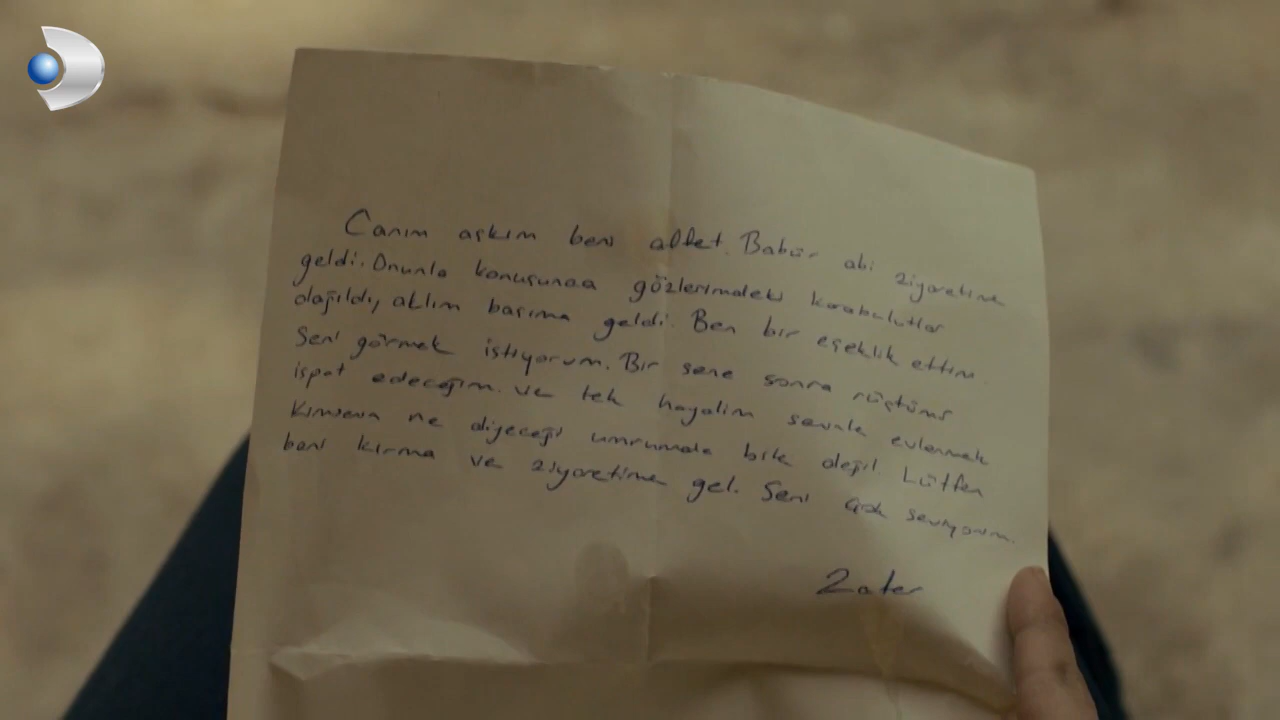 Canım aşkım beni affet. Babür abi ziyaretime
geldi. Onunla konuşunca gözlerimdeki karabulutlar
dağıldı, aklım başıma geldi. Ben bir eşeklik ettim.
Seni görmek istiyorum. Bir sene sonra rüştümü
ispat edeceğim. ve tek hayalim senle evlenmek
kimsenin ne diyeceği umrumda bile değil Lütfen
beni kırma ve ziyaretime gel. Seni çok seviyorum.
Zafer